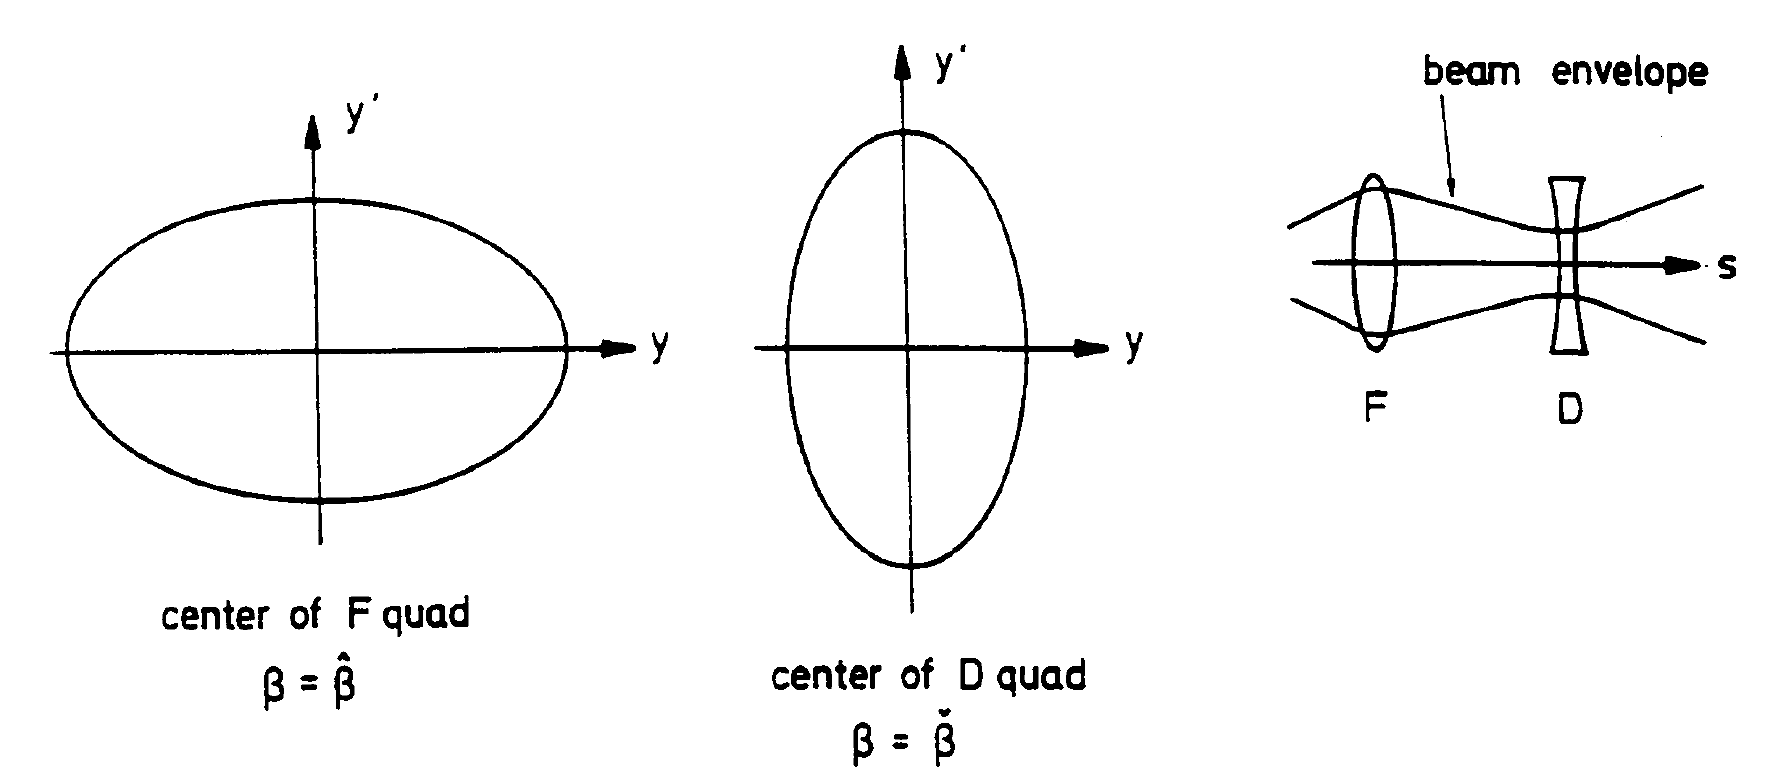 y'
y
center of F quad
β = β̂
y'
y
center of D quad
β = β̌
beam envelope
s
F
D